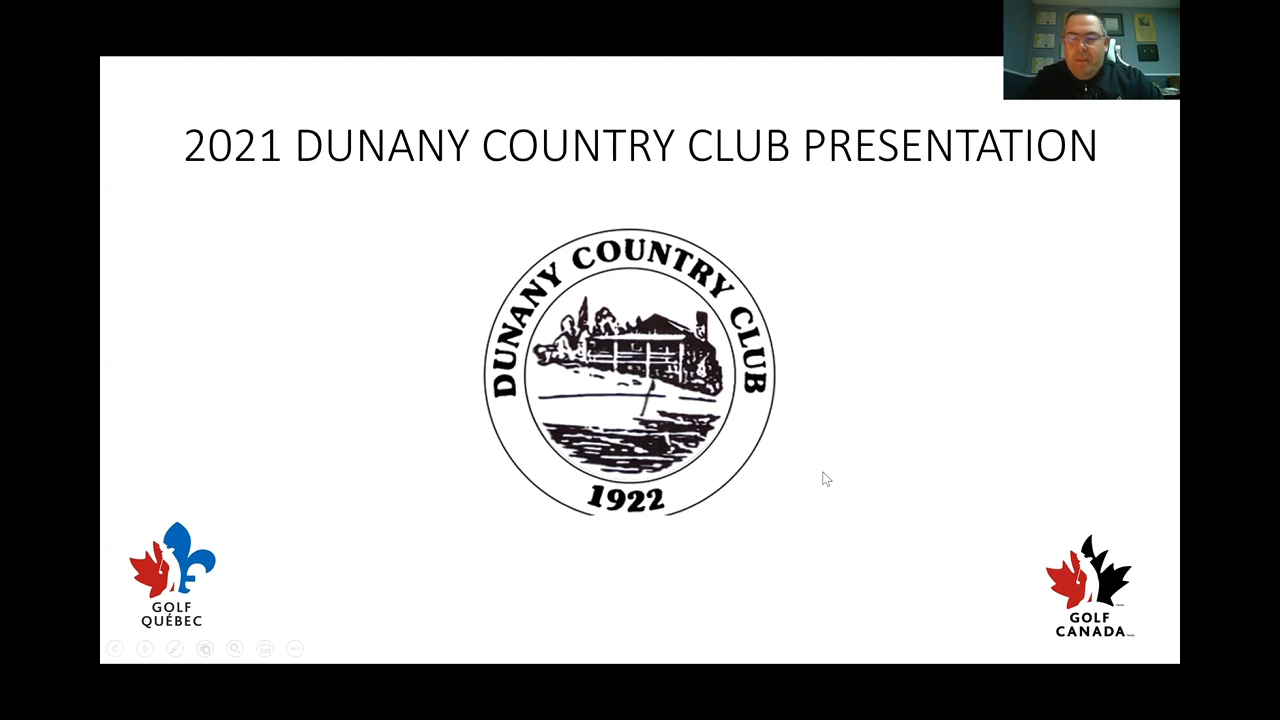 2021 DUNANY COUNTRY CLUB PRESENTATION
DUNANY COUNTRY CLUB
1922
GOLF
QUÉBEC
GOLF
CANADA